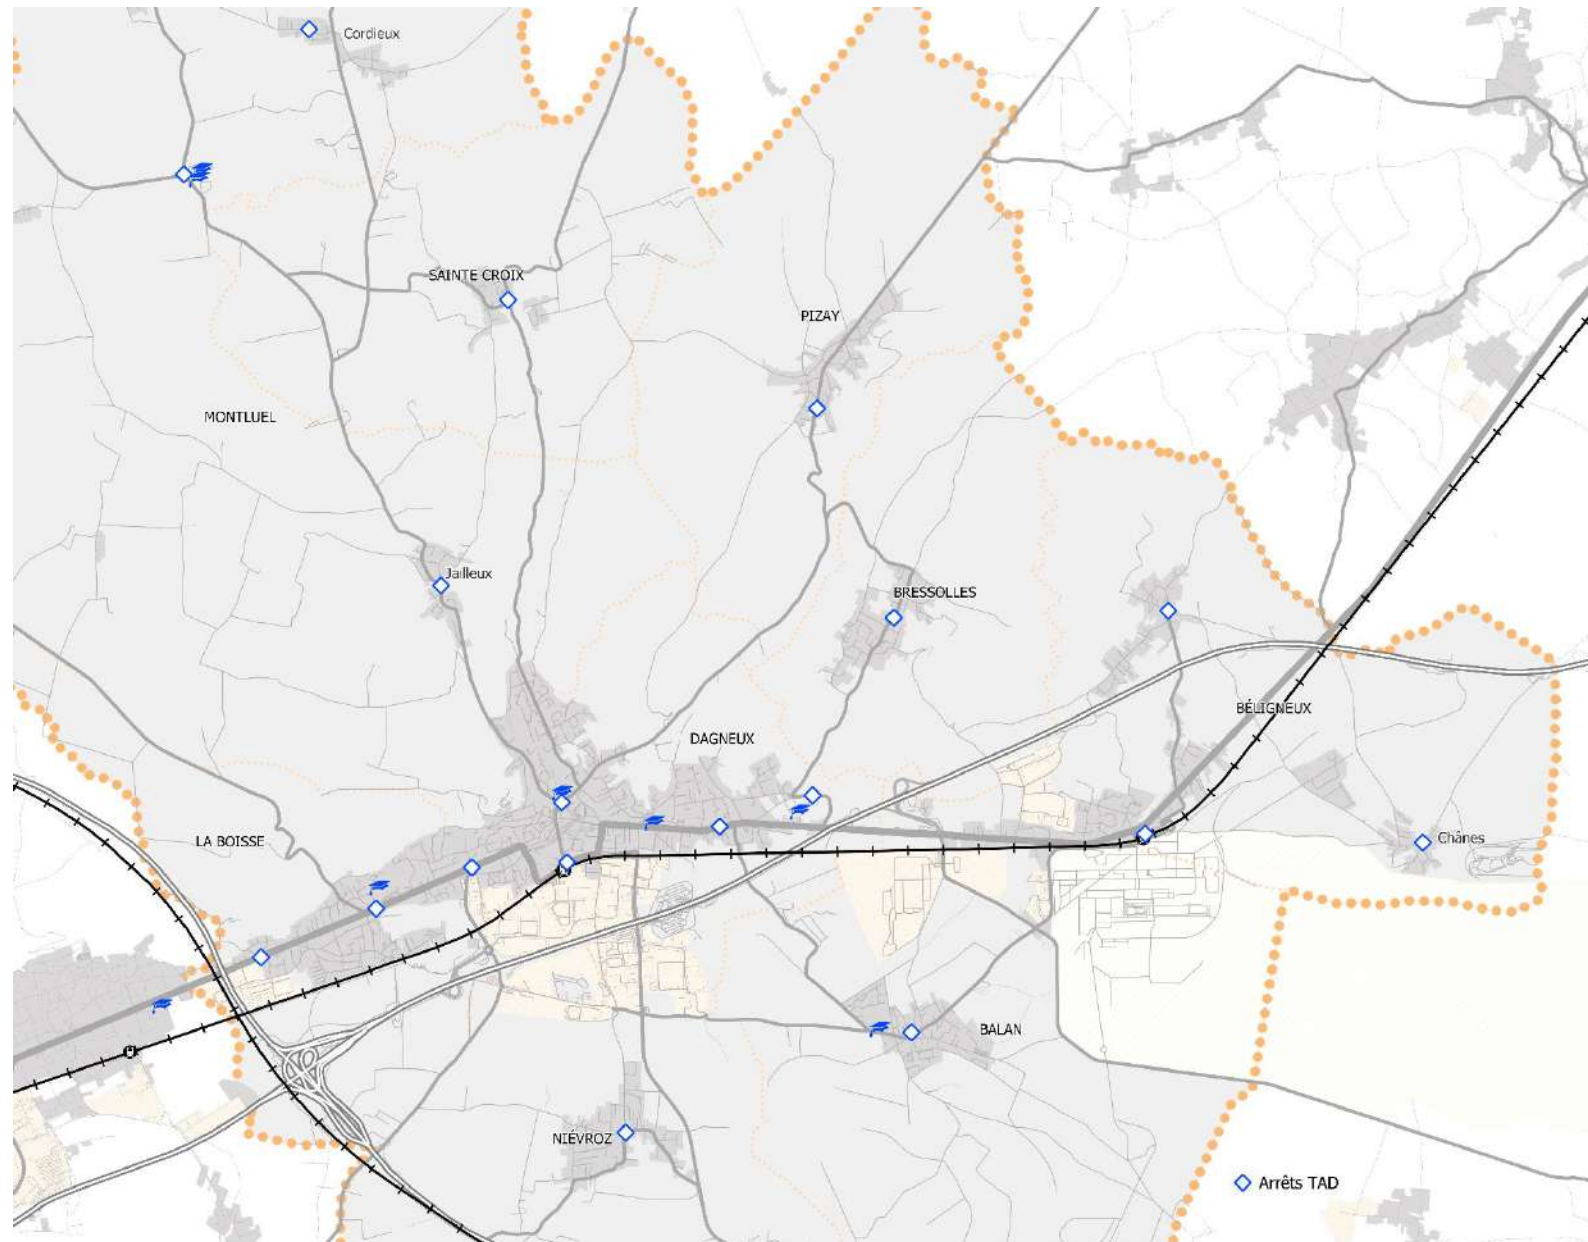 Cordieux
SAINTE CROIX
PIZAY
MONTLUEL
Jailleux
BRESSOLLES
BÉLIGNEUX
DAGNEUX
LA BOISSE
Chânes
BALAN
NIÉVROZ
Arrêts TAD